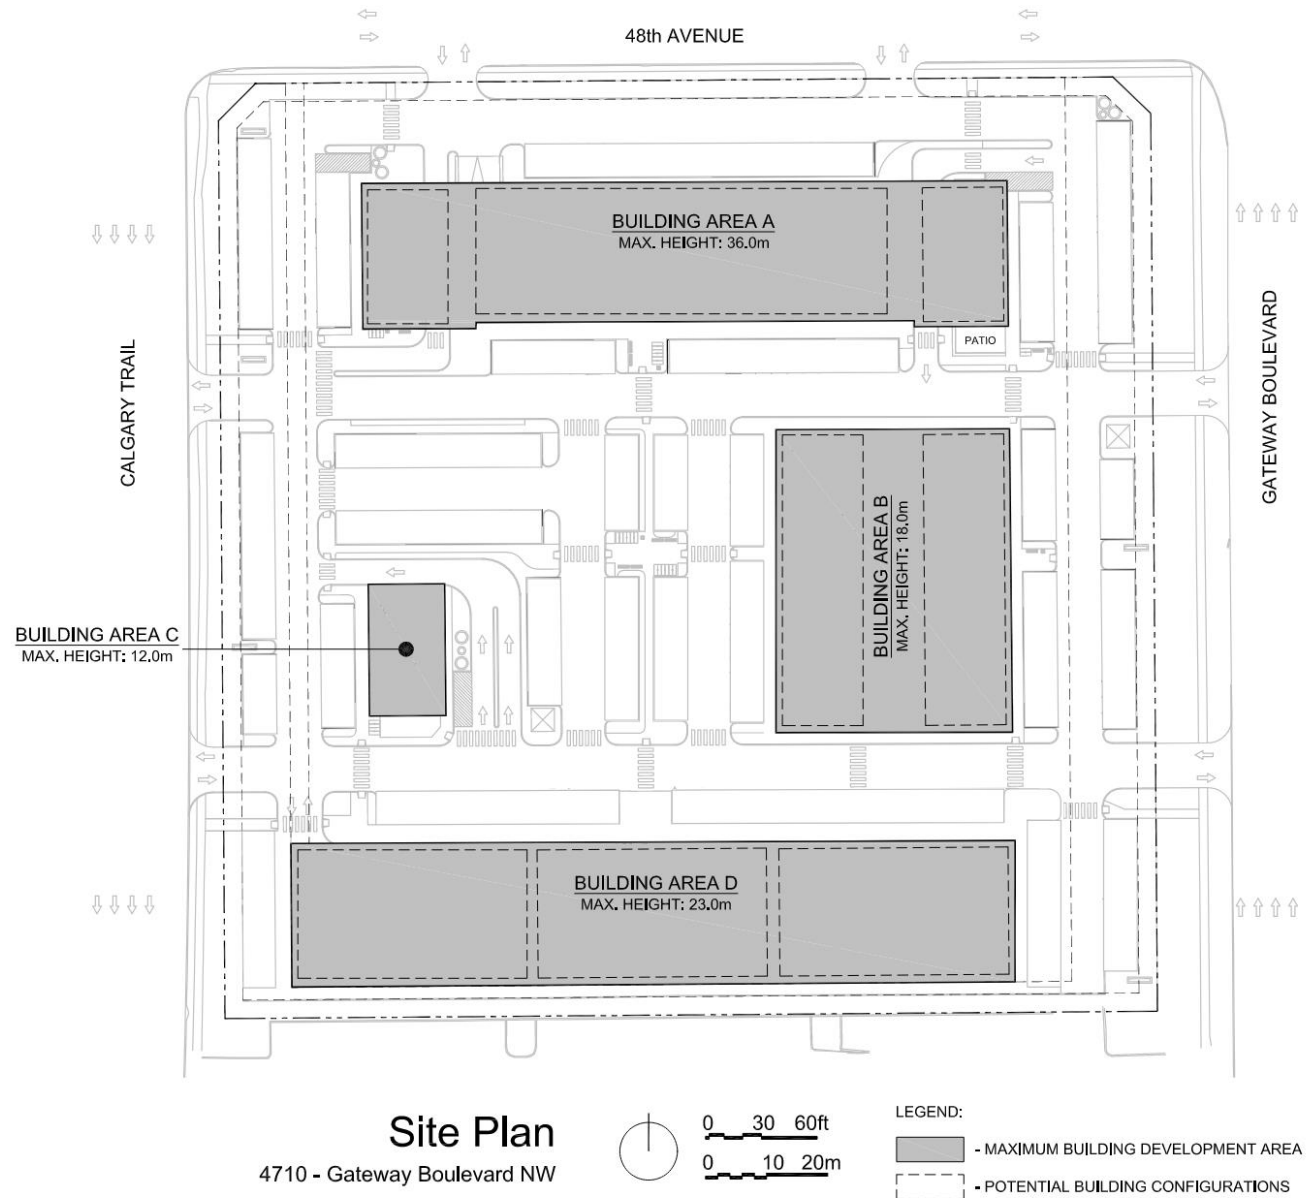 48th AVENUE
BUILDING AREA A
MAX. HEIGHT: 36.0m
CALGARY TRAIL
GATEWAY BOULEVARD
PATIO
BUILDING AREA B
MAX. HEIGHT: 18.0m
BUILDING AREA C
MAX. HEIGHT: 12.0m
BUILDING AREA D
MAX. HEIGHT: 23.0m
Site Plan
4710 - Gateway Boulevard NW
0 30 60ft
0 10 20m
LEGEND:
- MAXIMUM BUILDING DEVELOPMENT AREA
- POTENTIAL BUILDING CONFIGURATIONS